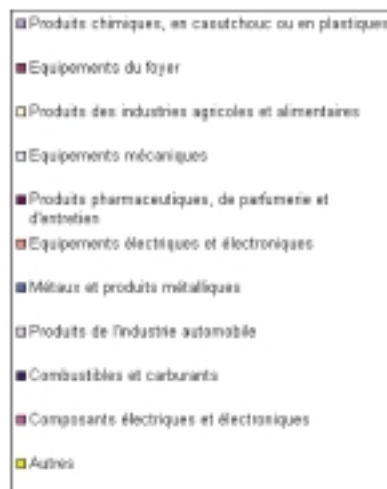 Produits chimiques, en caoutchouc ou en plastiques
Equipements du foyer
Produits des industries agricoles et alimentaires
Equipements mécaniques
Produits pharmaceutiques, de parfumerie et
d'entretien
Equipements électriques et électroniques
Métaux et produits métalliques
Produits de l'industrie automobile
Combustibles et carburants
Composants électriques et électroniques
Autres